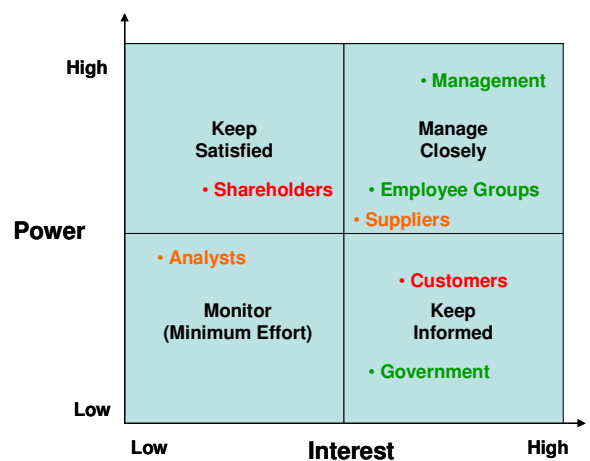 High
• Management
Keep
Satisfied
Manage
Closely
• Shareholders
• Employee Groups
• Suppliers
Power
• Analysts
• Customers
Monitor
(Minimum Effort)
Keep
Informed
• Government
Low
Low
Interest
High